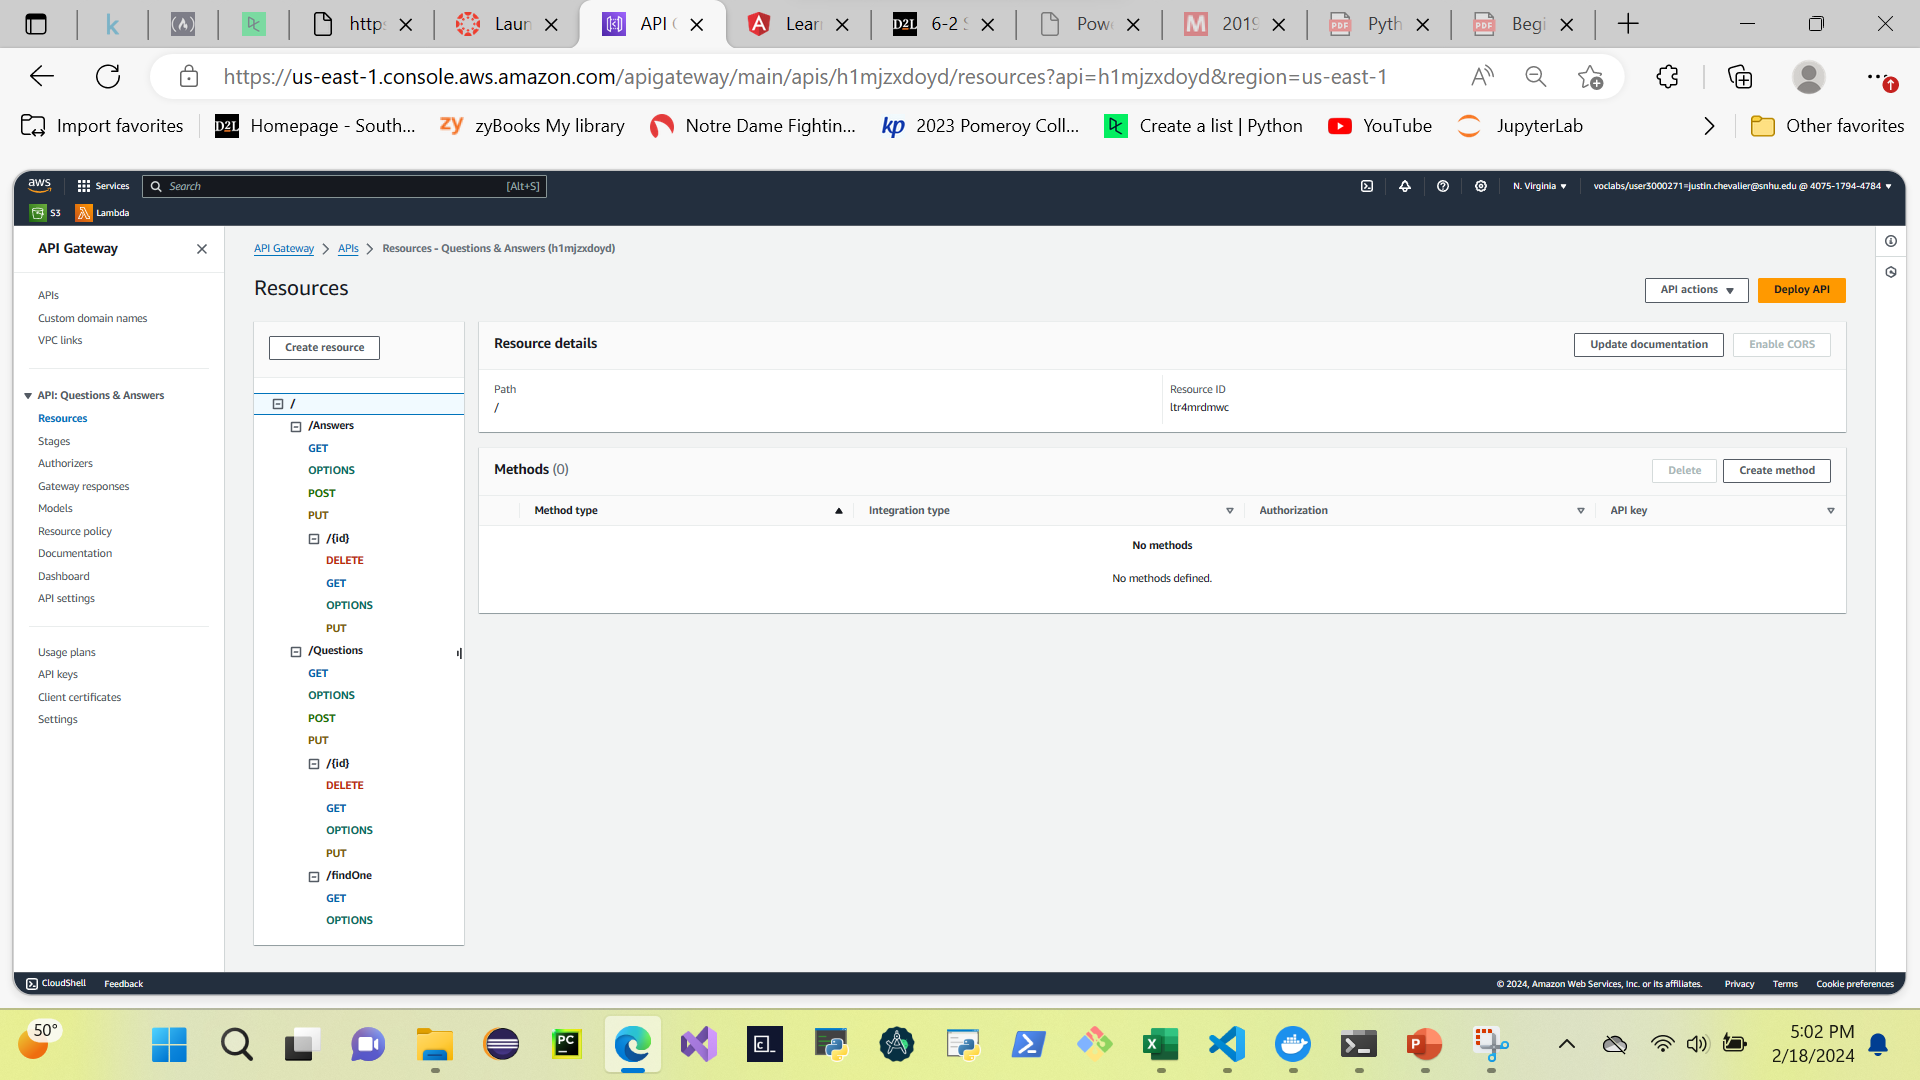 https
Laun
API
Lear
D2L 6-2 S
Pow
2019
Pyth
Begi
https://us-east-1.console.aws.amazon.com/apigateway/main/apis/h1mjzxdoyd/resources?api=h1mjzxdoyd&region=us-east-1
Import favorites
D2L Homepage - South...
zy zyBooks My library
Notre Dame Fightin...
kp 2023 Pomeroy Coll...
Create a list | Python
YouTube
JupyterLab
Other favorites
aws
Services
Search
[Alt+S]
N. Virginia
voclabs/user3000271=justin.chevalier@snhu.edu @ 4075-1794-4784
S3
Lambda
API Gateway
APIs
Custom domain names
VPC links
API: Questions & Answers
Resources
Stages
Authorizers
Gateway responses
Models
Resource policy
Documentation
Dashboard
API settings
Usage plans
API keys
Client certificates
Settings
API Gateway
APIs
Resources - Questions & Answers (h1mjzxdoyd)
Resources
API actions
Deploy API
Create resource
/
/Answers
GET
OPTIONS
POST
PUT
/{id}
DELETE
GET
OPTIONS
PUT
/Questions
GET
OPTIONS
POST
PUT
/{id}
DELETE
GET
OPTIONS
PUT
/findOne
GET
OPTIONS
Resource details
Update documentation
Enable CORS
Path
/
Resource ID
ltr4mrdmwc
Methods (0)
Delete
Create method
Method type
Integration type
Authorization
API key
No methods
No methods defined.
CloudShell
Feedback
© 2024, Amazon Web Services, Inc. or its affiliates.
Privacy
Terms
Cookie preferences
50°
5:02 PM
2/18/2024